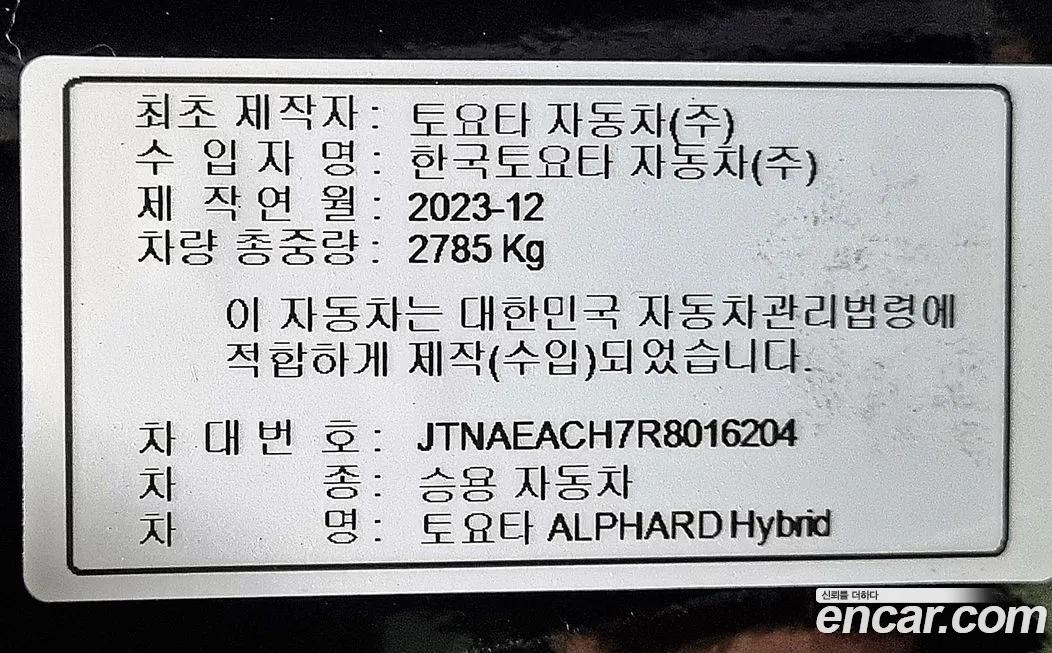 최초 제작자 : 토요타 자동차(주)
수 입 자 명 : 한국토요타 자동차(주)
제 작 연 월 : 2023-12
차량 총중량 : 2785 Kg
이 자동차는 대한민국 자동차관리법령에
적합하게 제작(수입)되었습니다.
차 대 번 호 : JTNAEACH7R8016204
차 종 : 승용 자동차
차 명 : 토요타 ALPHARD Hybrid
신뢰를 더하다
encar.com